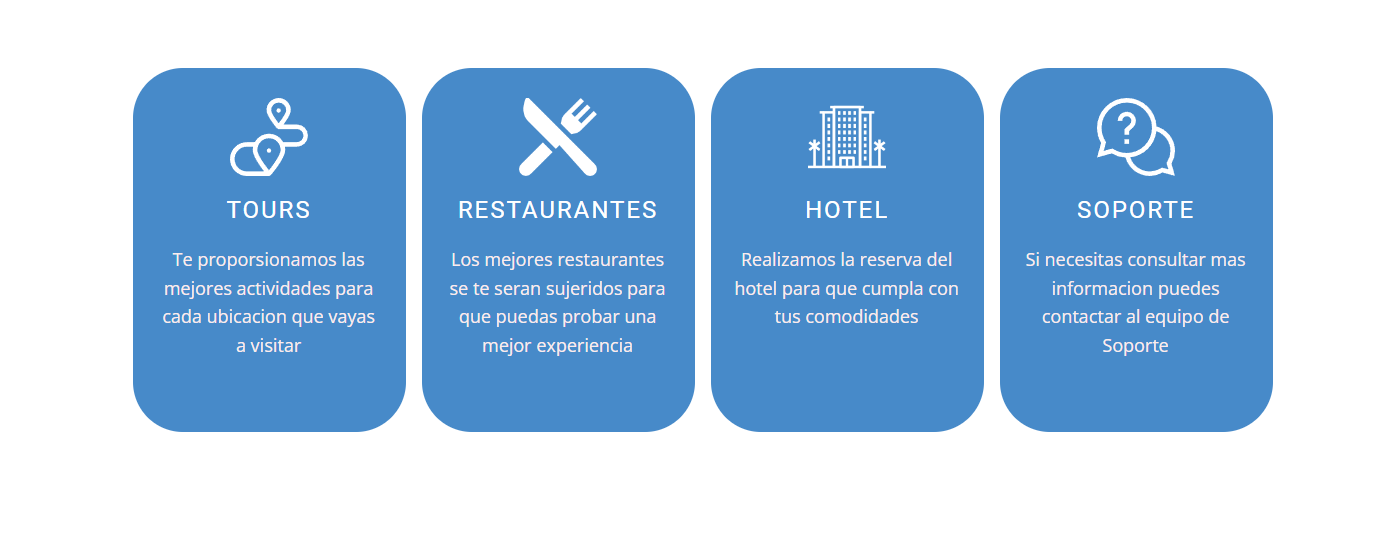 TOURS
Te proporsionamos las
mejores actividades para
cada ubicacion que vayas
a visitar
RESTAURANTES
Los mejores restaurantes
se te seran sujeridos para
que puedas probar una
mejor experiencia
HOTEL
Realizamos la reserva del
hotel para que cumpla con
tus comodidades
SOPORTE
Si necesitas consultar mas
informacion puedes
contactar al equipo de
Soporte